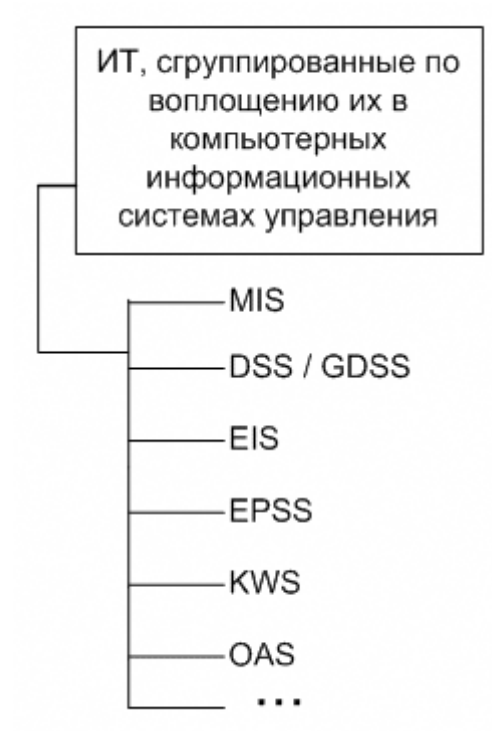 ИТ, сгруппированные по
воплощению их в
компьютерных
информационных
системах управления
MIS
DSS / GDSS
EIS
EPSS
KWS
OAS
...